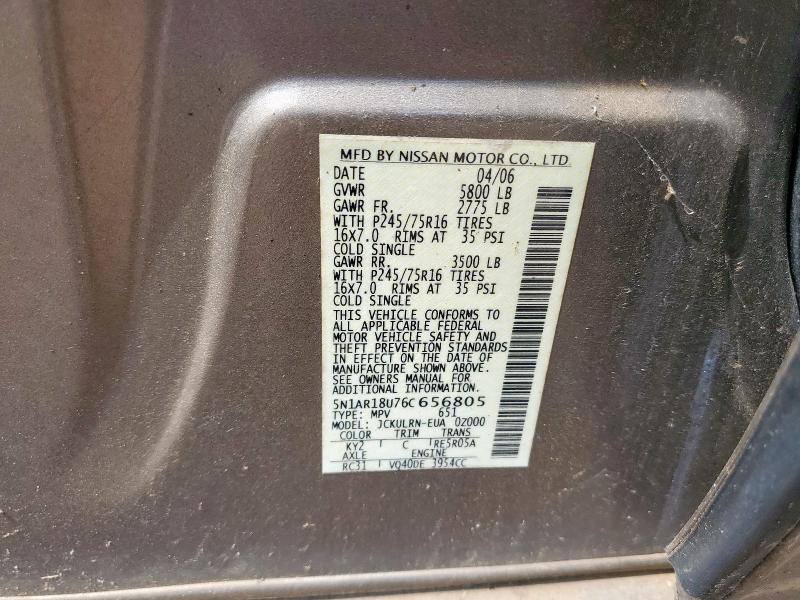 MFD BY NISSAN MOTOR CO., LTD.
DATE 04/06
GVWR 5800 LB
GAWR FR. 2775 LB
WITH P245/75R16 TIRES
16X7.0 RIMS AT 35 PSI
COLD SINGLE
GAWR RR. 3500 LB
WITH P245/75R16 TIRES
16X7.0 RIMS AT 35 PSI
COLD SINGLE
THIS VEHICLE CONFORMS TO
ALL APPLICABLE FEDERAL
MOTOR VEHICLE SAFETY AND
THEFT PREVENTION STANDARDS
IN EFFECT ON THE DATE OF
MANUFACTURE SHOWN ABOVE.
SEE OWNERS MANUAL FOR
ADDITIONAL INFORMATION.
5N1AR18U76C656805
TYPE: MPV 651
MODEL: JCKULRN-EUA 0Z000
COLOR TRIM TRANS
KY2 C RE5R05A
AXLE ENGINE
RC31 VQ40DE 3954CC